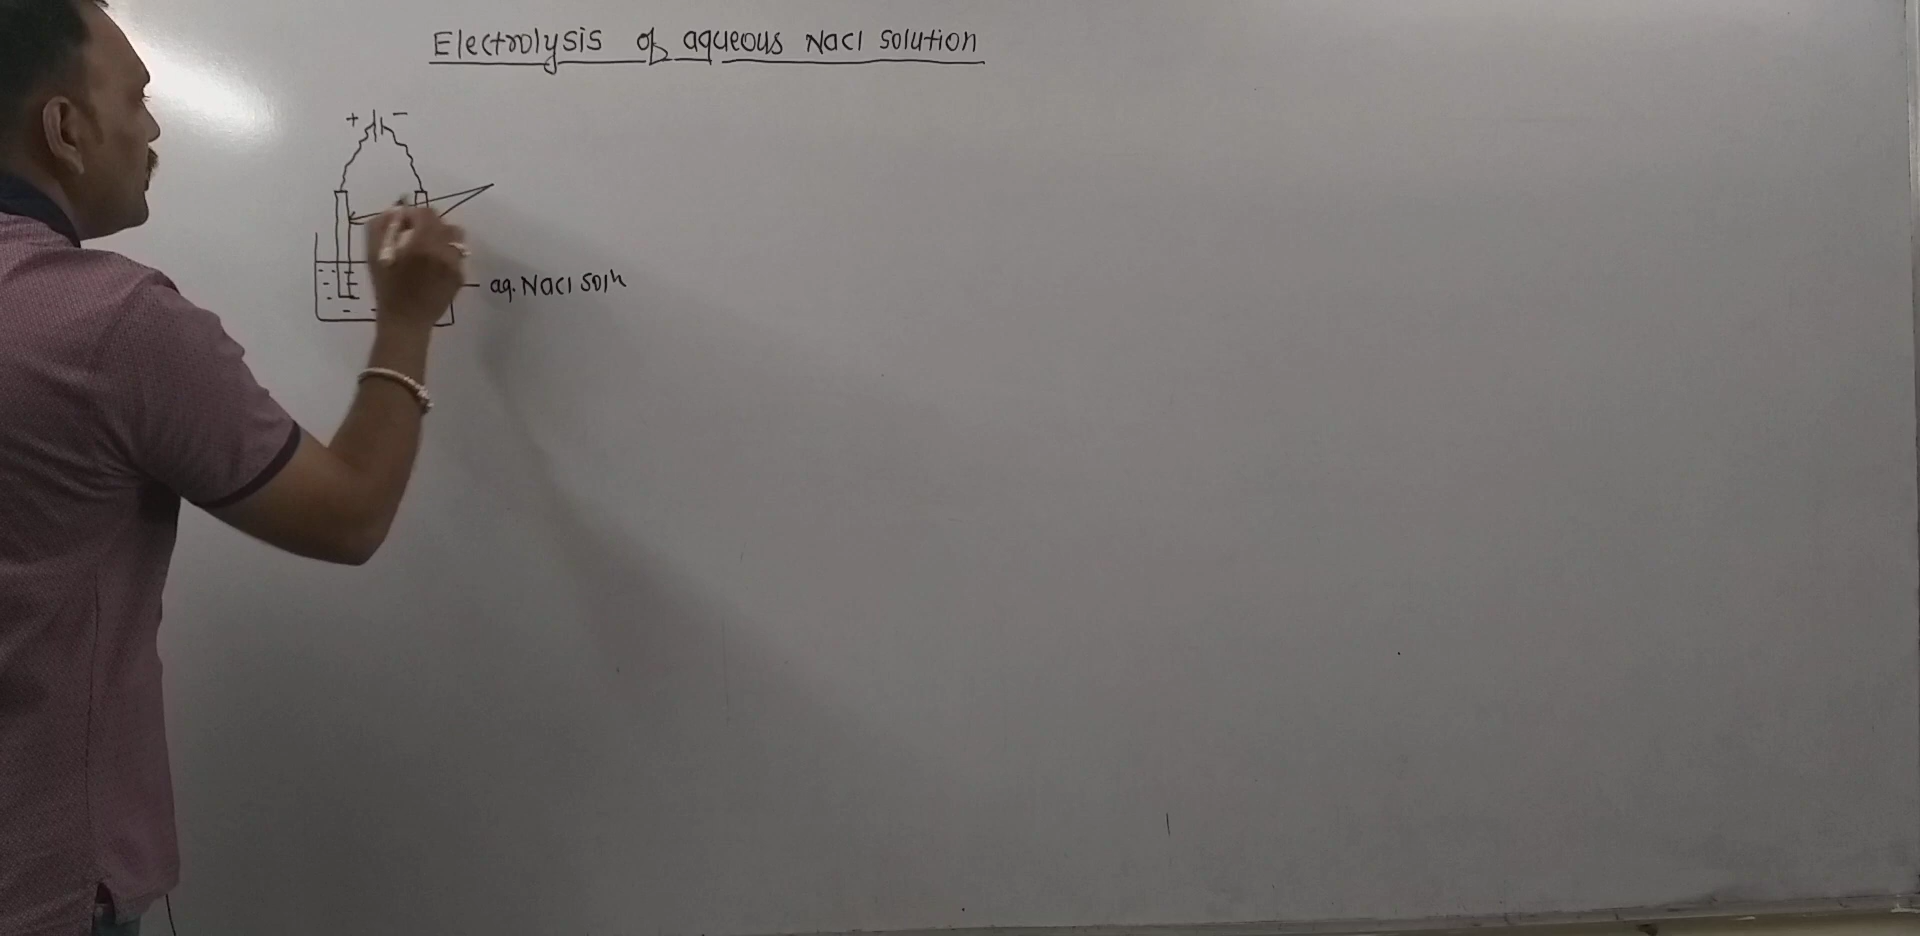 Electrolysis of aqueous NaCl solution
+ −
aq. NaCl soln